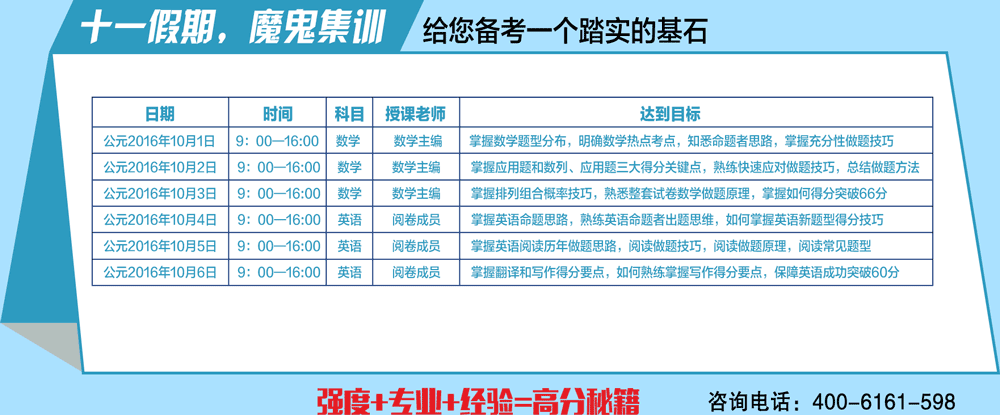 十一假期，魔鬼集训 给您备考一个踏实的基石
日期 时间 科目 授课老师 达到目标
公元2016年10月1日 9：00—16:00 数学 数学主编 掌握数学题型分布，明确数学热点考点，知悉命题者思路，掌握充分性做题技巧
公元2016年10月2日 9：00—16:00 数学 数学主编 掌握应用题和数列、应用题三大得分关键点，熟练快速应对做题技巧，总结做题方法
公元2016年10月3日 9：00—16:00 数学 数学主编 掌握排列组合概率技巧，熟悉整套试卷数学做题原理，掌握如何得分突破66分
公元2016年10月4日 9：00—16:00 英语 阅卷成员 掌握英语命题思路，熟练英语命题者出题思维，如何掌握英语新题型得分技巧
公元2016年10月5日 9：00—16:00 英语 阅卷成员 掌握英语阅读历年做题思路，阅读做题技巧，阅读做题原理，阅读常见题型
公元2016年10月6日 9：00—16:00 英语 阅卷成员 掌握翻译和写作得分要点，如何熟练掌握写作得分要点，保障英语成功突破60分
强度+专业+经验=高分秘籍 咨询电话：400-6161-598